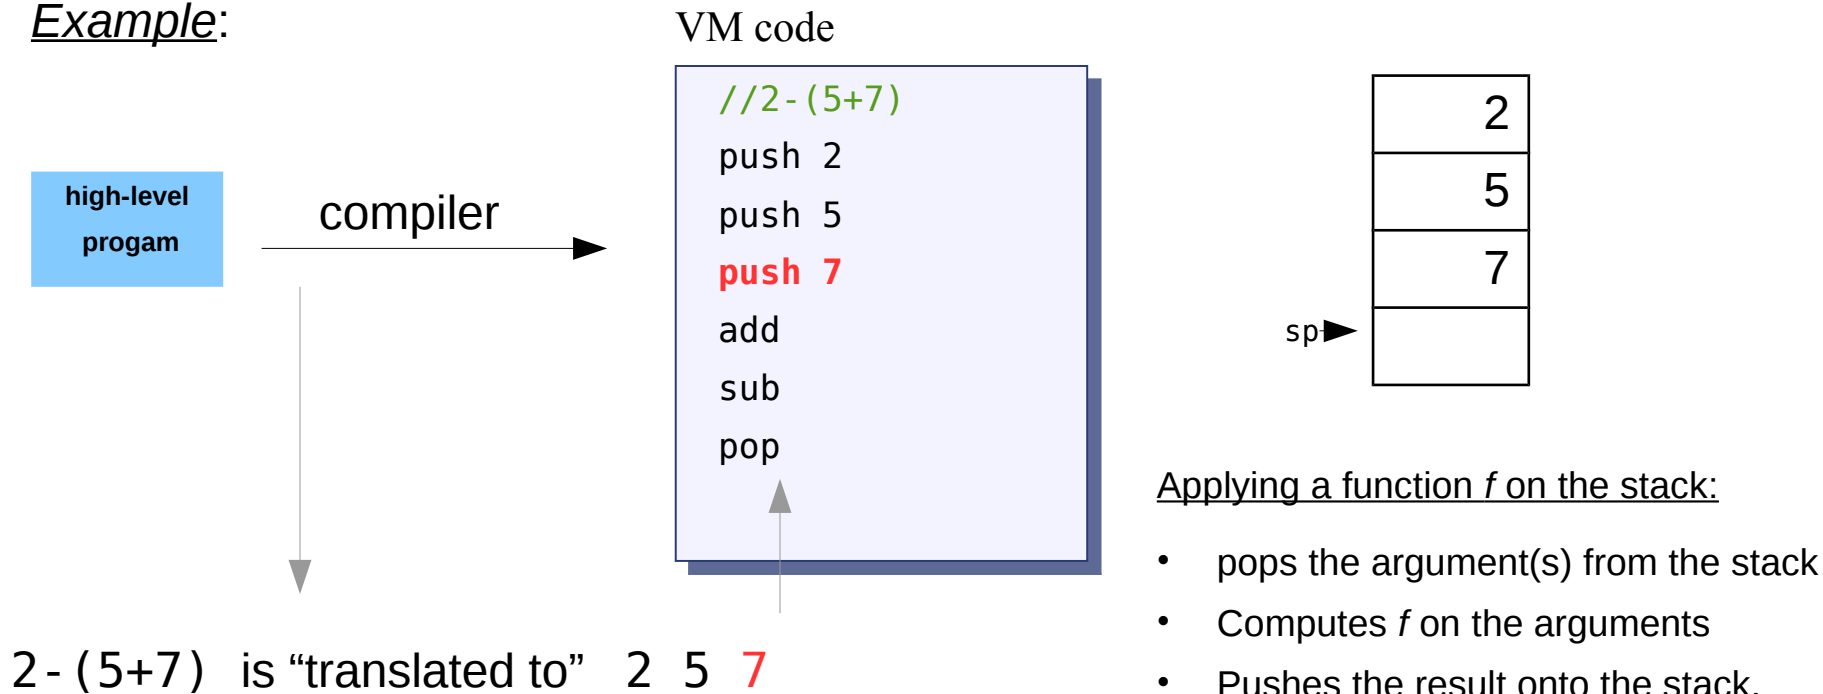 Example:
VM code
//2-(5+7)
push 2
push 5
push 7
add
sub
pop
high-level
progam
compiler
2
5
7
sp
Applying a function f on the stack:
• pops the argument(s) from the stack
• Computes f on the arguments
• Pushes the result onto the stack.
2-(5+7) is “translated to” 2 5 7